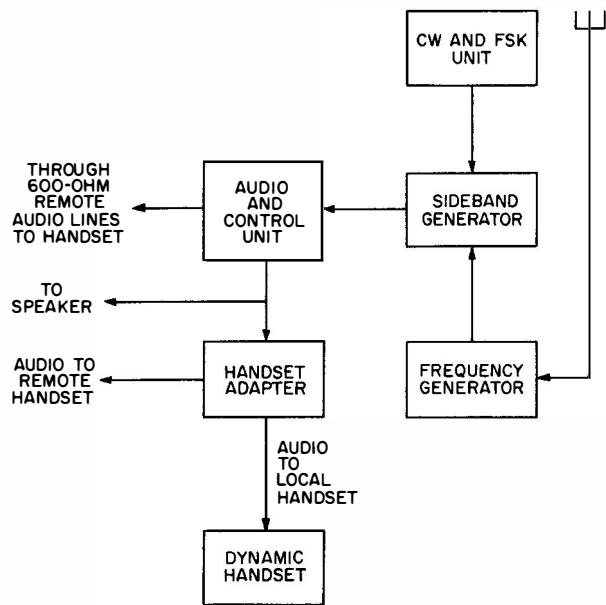 CW AND FSK
UNIT
THROUGH
600-OHM
REMOTE
AUDIO LINES
TO HANDSET
AUDIO
AND
CONTROL
UNIT
SIDEBAND
GENERATOR
TO
SPEAKER
AUDIO TO
REMOTE
HANDSET
HANDSET
ADAPTER
FREQUENCY
GENERATOR
AUDIO
TO
LOCAL
HANDSET
DYNAMIC
HANDSET